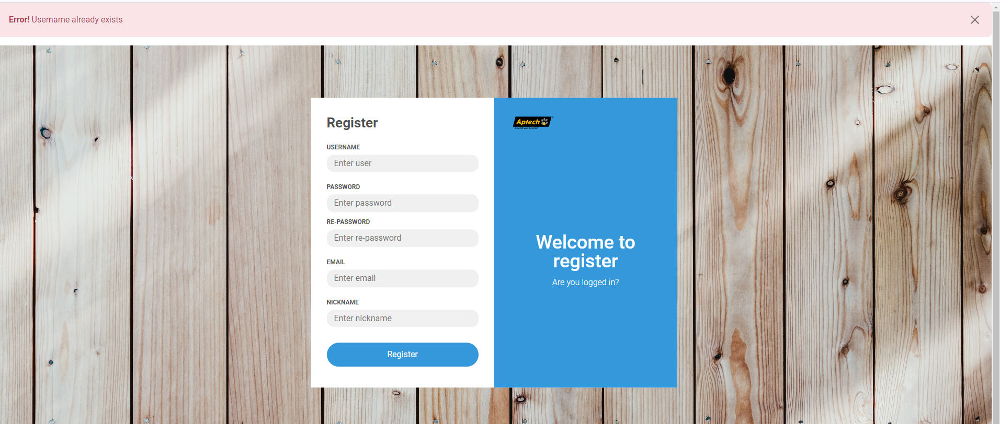 Error! Username already exists
Register
USERNAME
Enter user
PASSWORD
Enter password
RE-PASSWORD
Enter re-password
EMAIL
Enter email
NICKNAME
Enter nickname
Register
Aptech
Welcome to
register
Are you logged in?